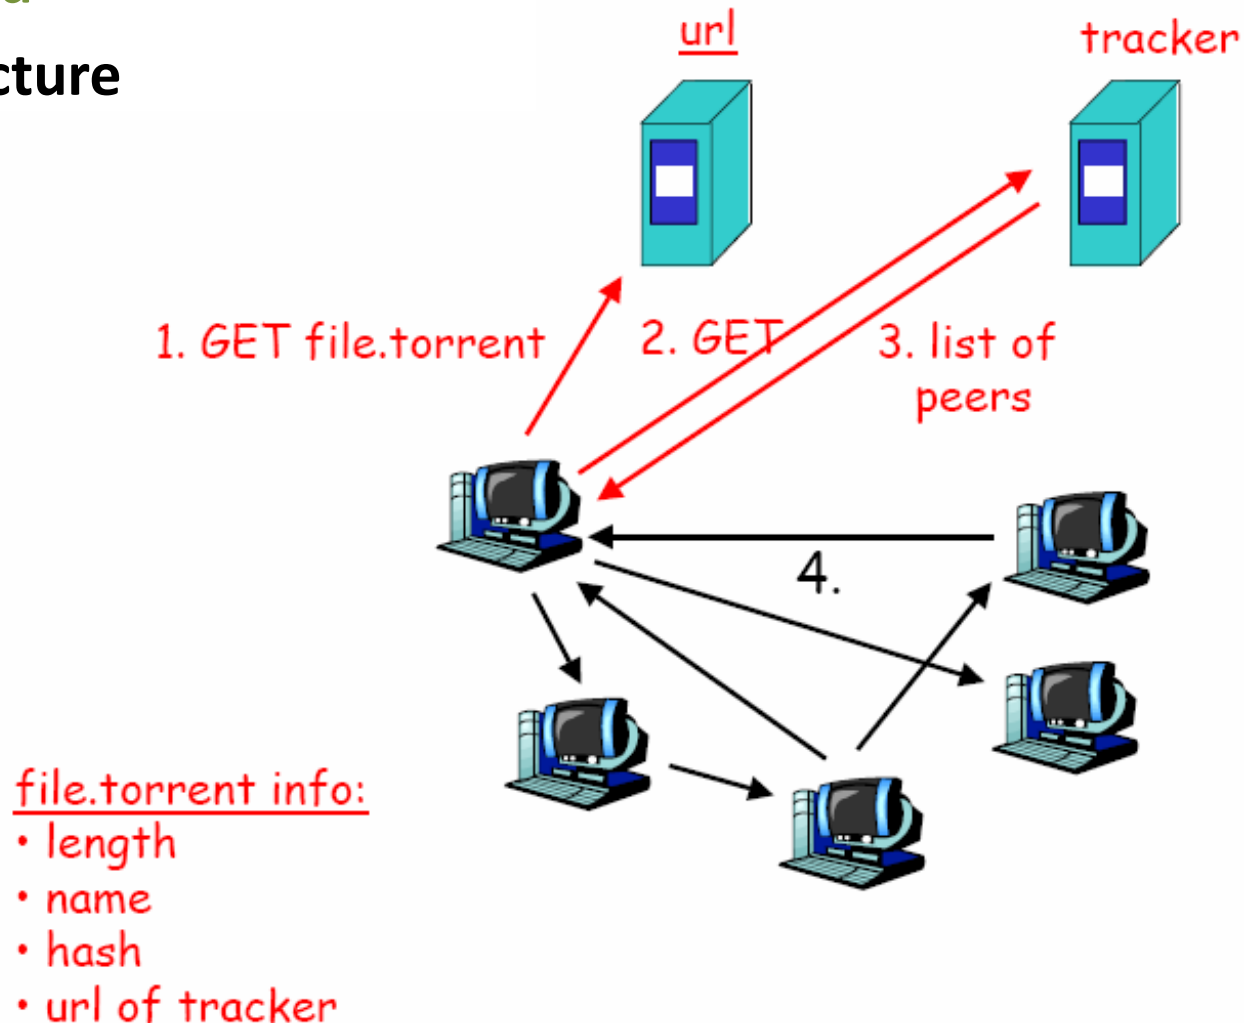 cture
url
tracker
1. GET file.torrent
2. GET
3. list of
peers
4.
file.torrent info:
• length
• name
• hash
• url of tracker